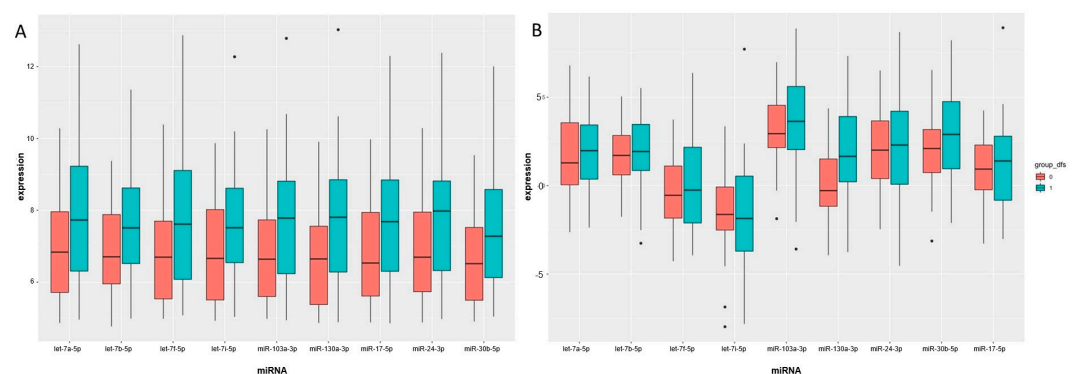 A
expression
12
10
8
6
let-7a-5p let-7b-5p let-7f-5p let-7i-5p miR-103a-3p miR-130a-3p miR-17-5p miR-24-3p miR-30b-5p
miRNA
B
expression
5
0
-5
let-7a-5p let-7b-5p let-7f-5p let-7i-5p miR-103a-3p miR-130a-3p miR-24-3p miR-30b-5p miR-17-5p
miRNA
group_dfs
0
1